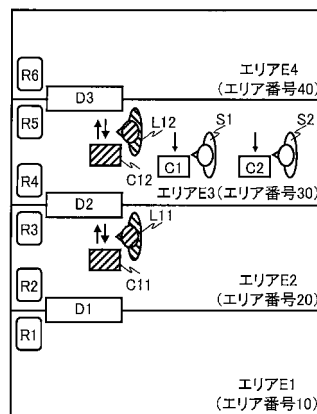 R6
エリアE4
(エリア番号40)
D3
R5
L12
S1
S2
C1
C2
C12
R4
エリアE3(エリア番号30)
D2
L11
R3
C11
R2
エリアE2
(エリア番号20)
D1
R1
エリアE1
(エリア番号10)